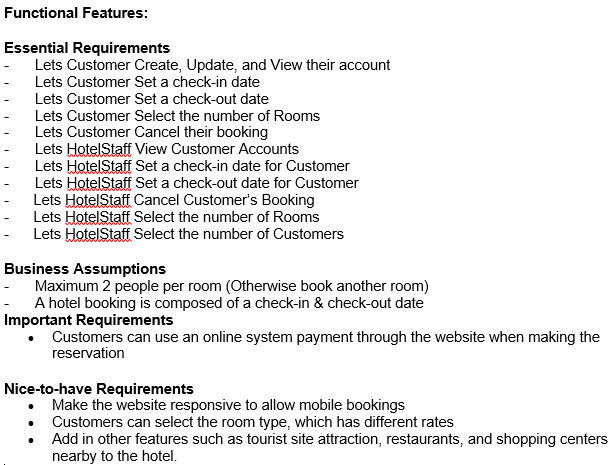 Functional Features:
Essential Requirements
- Lets Customer Create, Update, and View their account
- Lets Customer Set a check-in date
- Lets Customer Set a check-out date
- Lets Customer Select the number of Rooms
- Lets Customer Cancel their booking
- Lets HotelStaff View Customer Accounts
- Lets HotelStaff Set a check-in date for Customer
- Lets HotelStaff Set a check-out date for Customer
- Lets HotelStaff Cancel Customer's Booking
- Lets HotelStaff Select the number of Rooms
- Lets HotelStaff Select the number of Customers
Business Assumptions
- Maximum 2 people per room (Otherwise book another room)
- A hotel booking is composed of a check-in & check-out date
Important Requirements
• Customers can use an online system payment through the website when making the
reservation
Nice-to-have Requirements
• Make the website responsive to allow mobile bookings
• Customers can select the room type, which has different rates
• Add in other features such as tourist site attraction, restaurants, and shopping centers
nearby to the hotel.